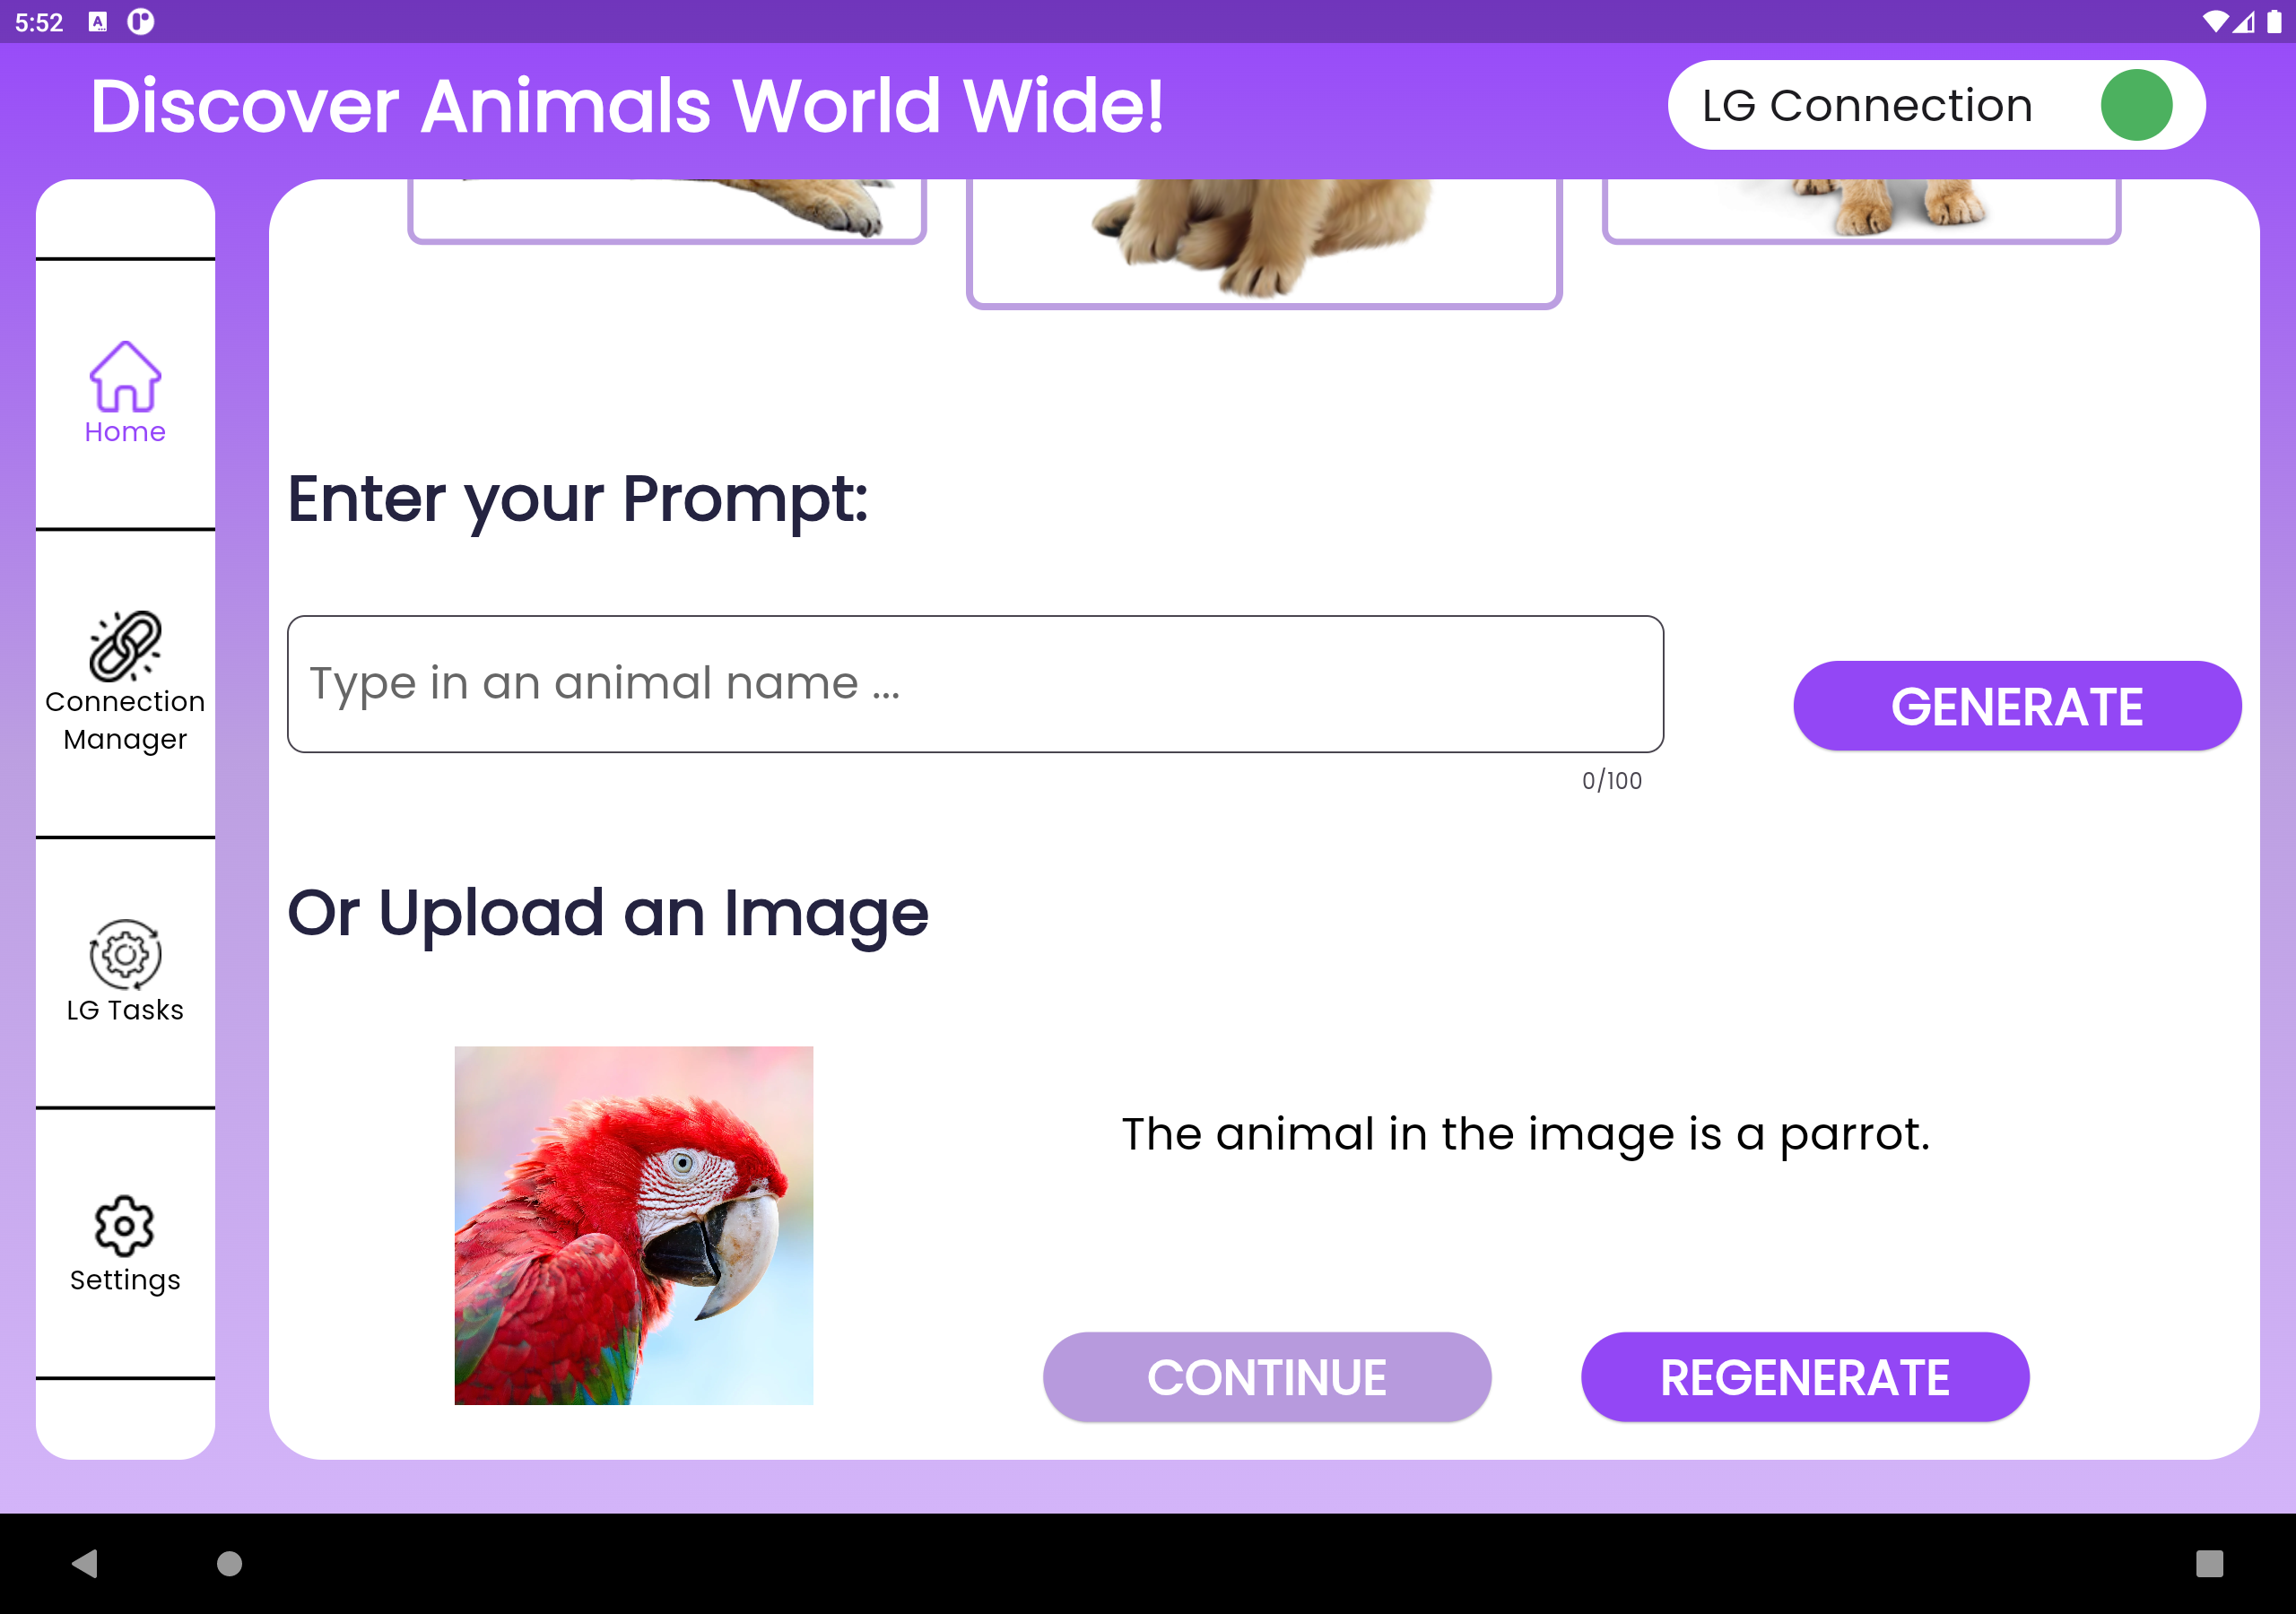 5:52
Discover Animals World Wide!
LG Connection
Home
Connection
Manager
LG Tasks
Settings
Enter your Prompt:
Type in an animal name ...
GENERATE
0/100
Or Upload an Image
The animal in the image is a parrot.
CONTINUE
REGENERATE